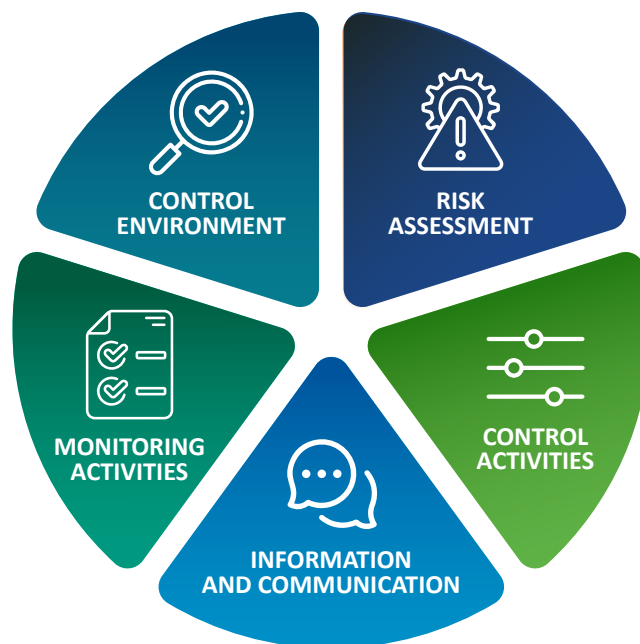 CONTROL
ENVIRONMENT
RISK
ASSESSMENT
MONITORING
ACTIVITIES
CONTROL
ACTIVITIES
INFORMATION
AND COMMUNICATION